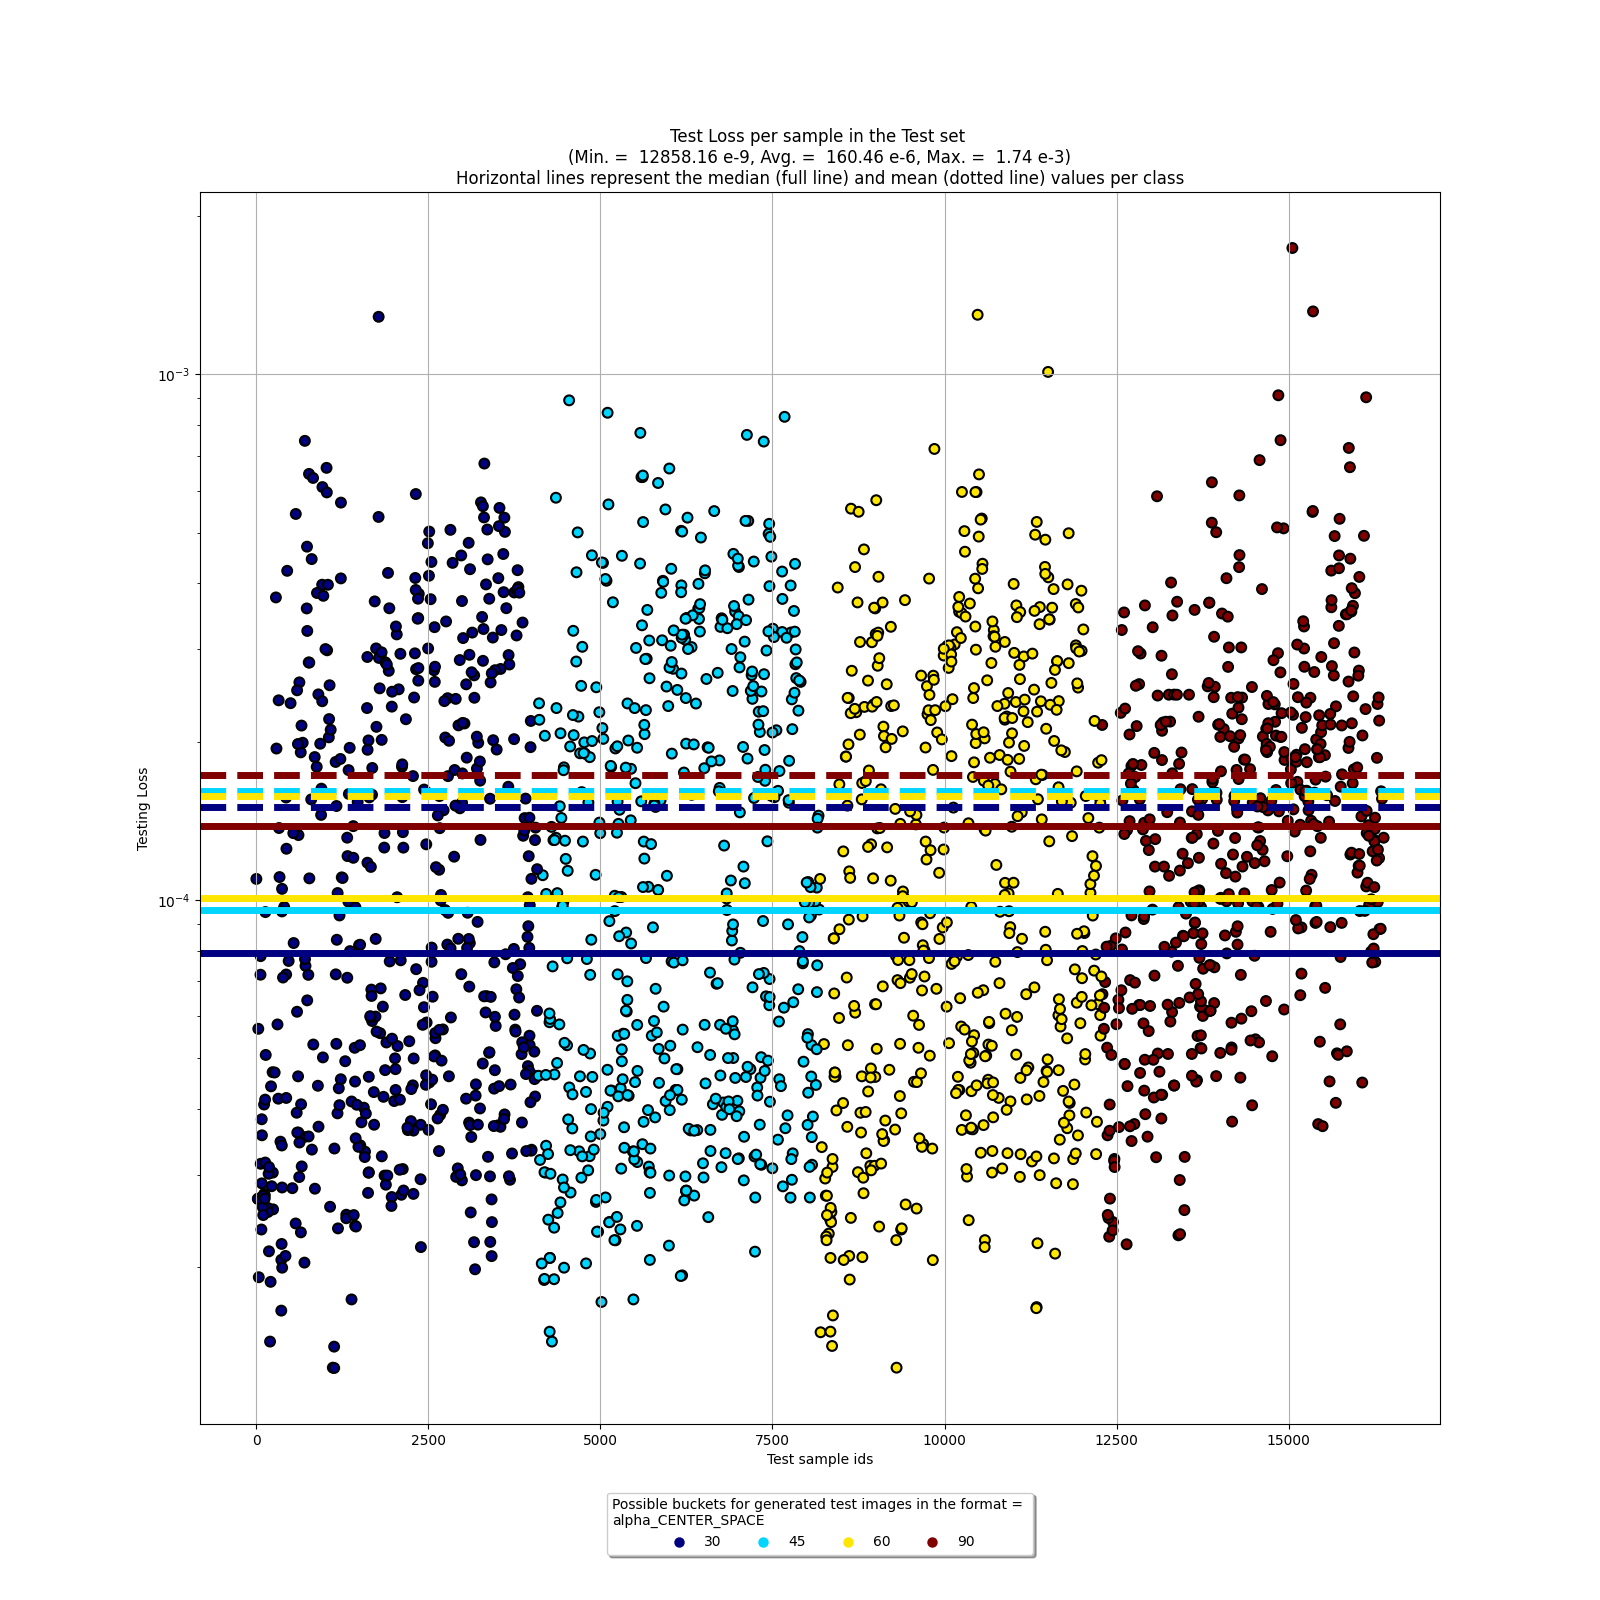 Test Loss per sample in the Test set
(Min. = 12858.16 e-9, Avg. = 160.46 e-6, Max. = 1.74 e-3)
Horizontal lines represent the median (full line) and mean (dotted line) values per class
Testing Loss
10⁻³
10⁻⁴
0 2500 5000 7500 10000 12500 15000
Test sample ids
Possible buckets for generated test images in the format =
alpha_CENTER_SPACE
30 45 60 90